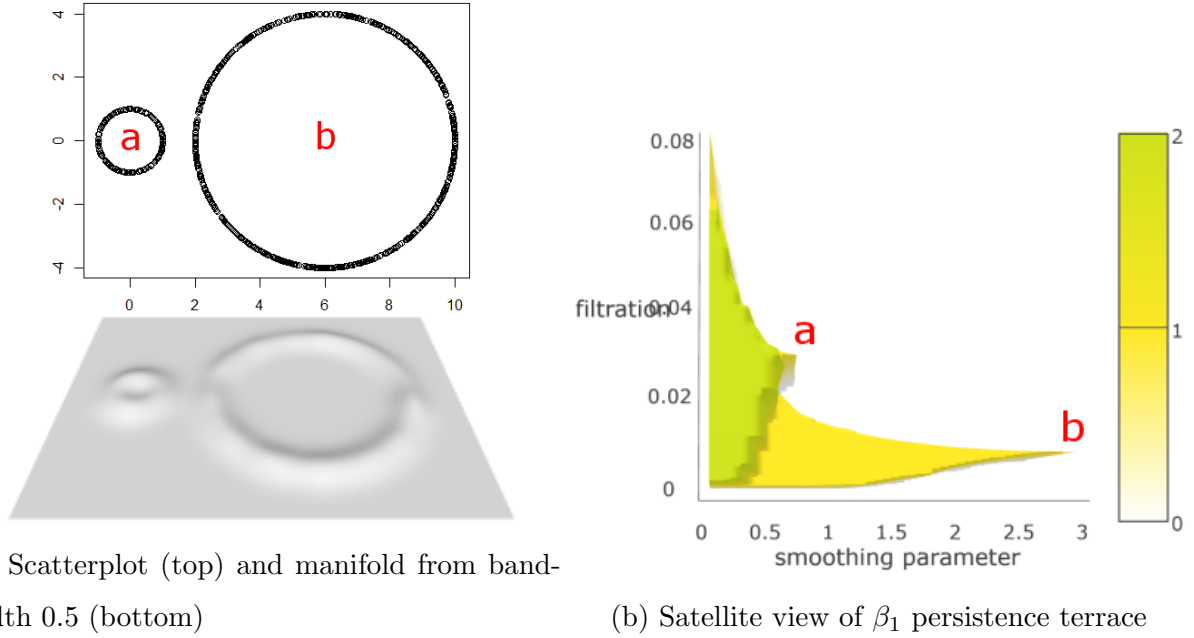 4
2
0
-2
-4
a
b
0 2 4 6 8 10
Scatterplot (top) and manifold from band-
lth 0.5 (bottom)
0.08
0.06
0.04
0.02
0
filtration
a
b
0 0.5 1 1.5 2 2.5 3
smoothing parameter
2
1
0
(b) Satellite view of β₁ persistence terrace